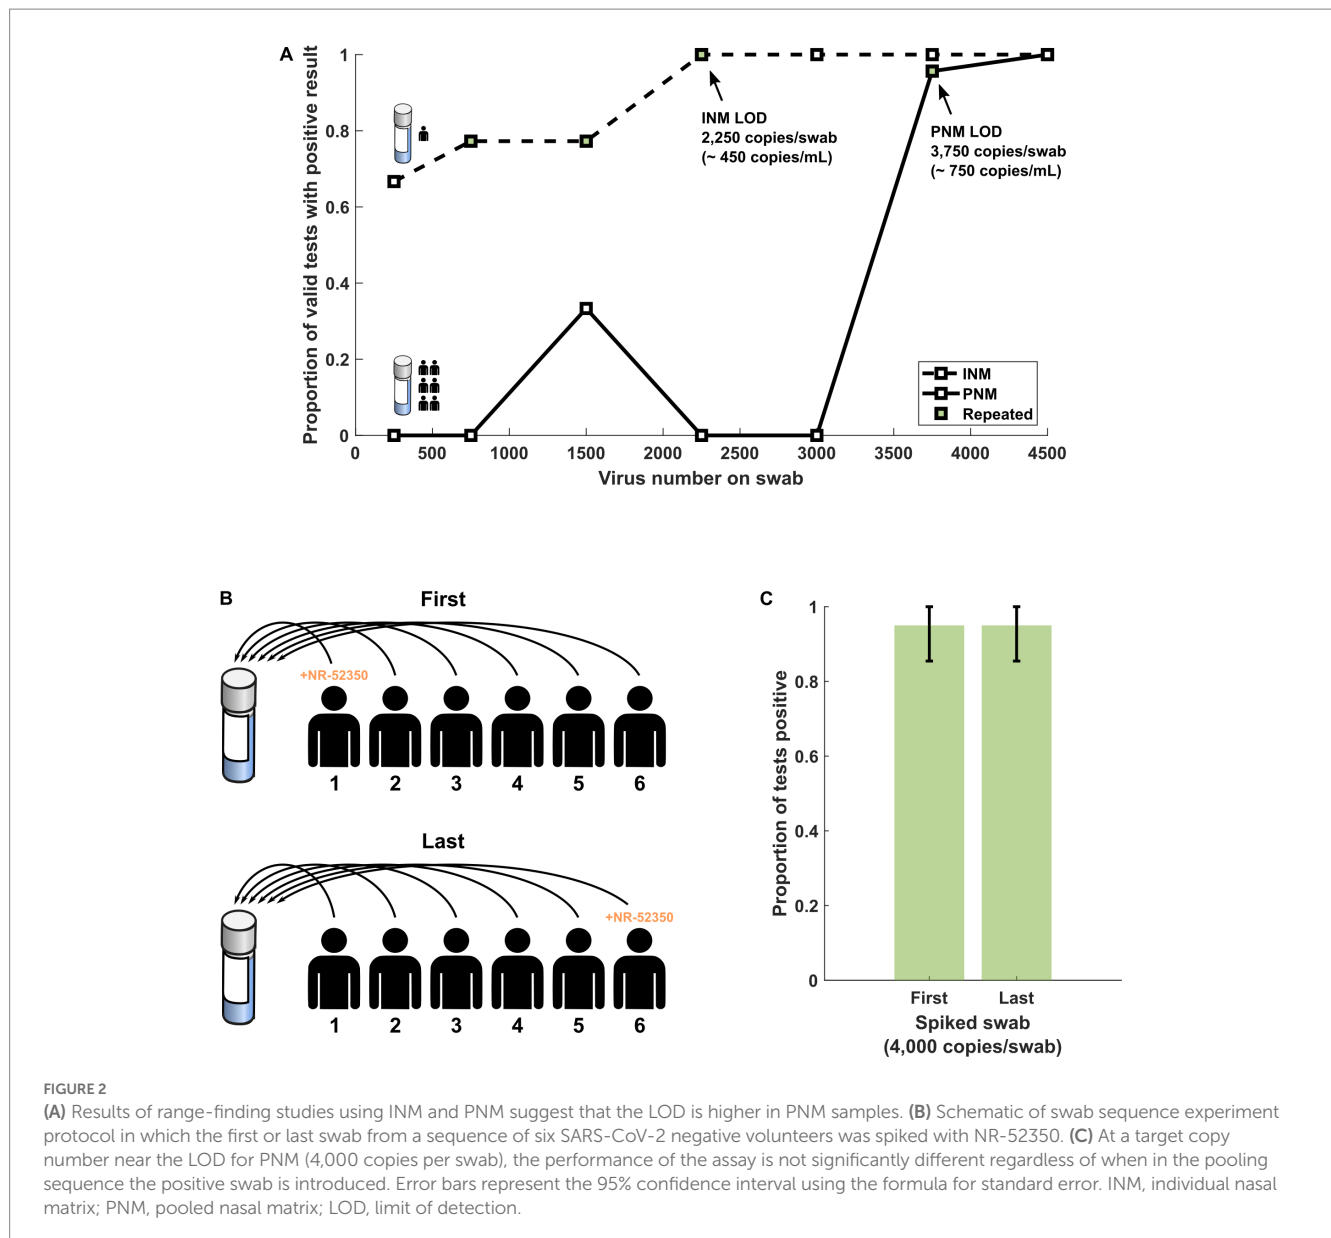 A
Proportion of valid tests with positive result
1
0.8
0.6
0.4
0.2
0
0 500 1000 1500 2000 2500 3000 3500 4000 4500
Virus number on swab
INM LOD
2,250 copies/swab
(~ 450 copies/mL)
PNM LOD
3,750 copies/swab
(~ 750 copies/mL)
INM
PNM
Repeated
B
First
+NR-52350
1 2 3 4 5 6
Last
+NR-52350
1 2 3 4 5 6
C
Proportion of tests positive
1
0.8
0.6
0.4
0.2
0
First Last
Spiked swab
(4,000 copies/swab)
FIGURE 2
(A) Results of range-finding studies using INM and PNM suggest that the LOD is higher in PNM samples. (B) Schematic of swab sequence experiment
protocol in which the first or last swab from a sequence of six SARS-CoV-2 negative volunteers was spiked with NR-52350. (C) At a target copy
number near the LOD for PNM (4,000 copies per swab), the performance of the assay is not significantly different regardless of when in the pooling
sequence the positive swab is introduced. Error bars represent the 95% confidence interval using the formula for standard error. INM, individual nasal
matrix; PNM, pooled nasal matrix; LOD, limit of detection.